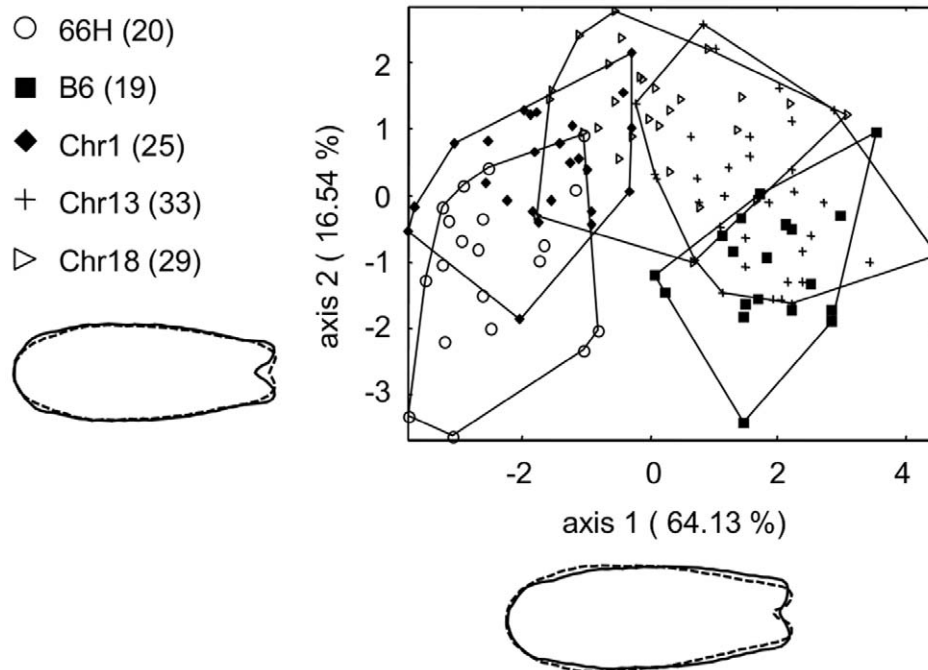 66H (20)
B6 (19)
Chr1 (25)
Chr13 (33)
Chr18 (29)
axis 2 ( 16.54 %)
2
1
0
-1
-2
-3
-2
0
2
4
axis 1 ( 64.13 %)